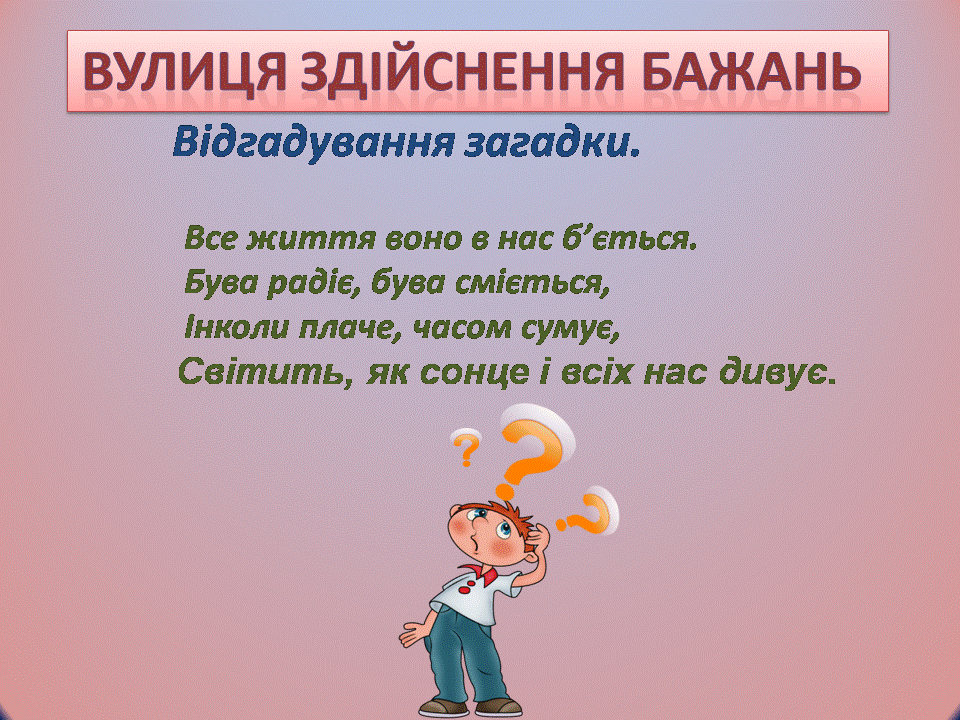 ВУЛИЦЯ ЗДІЙСНЕННЯ БАЖАНЬ
Відгадування загадки.
Все життя воно в нас б’ється.
Бува радіє, бува сміється,
Інколи плаче, часом сумує,
Світить, як сонце і всіх нас дивує.
? ? ?